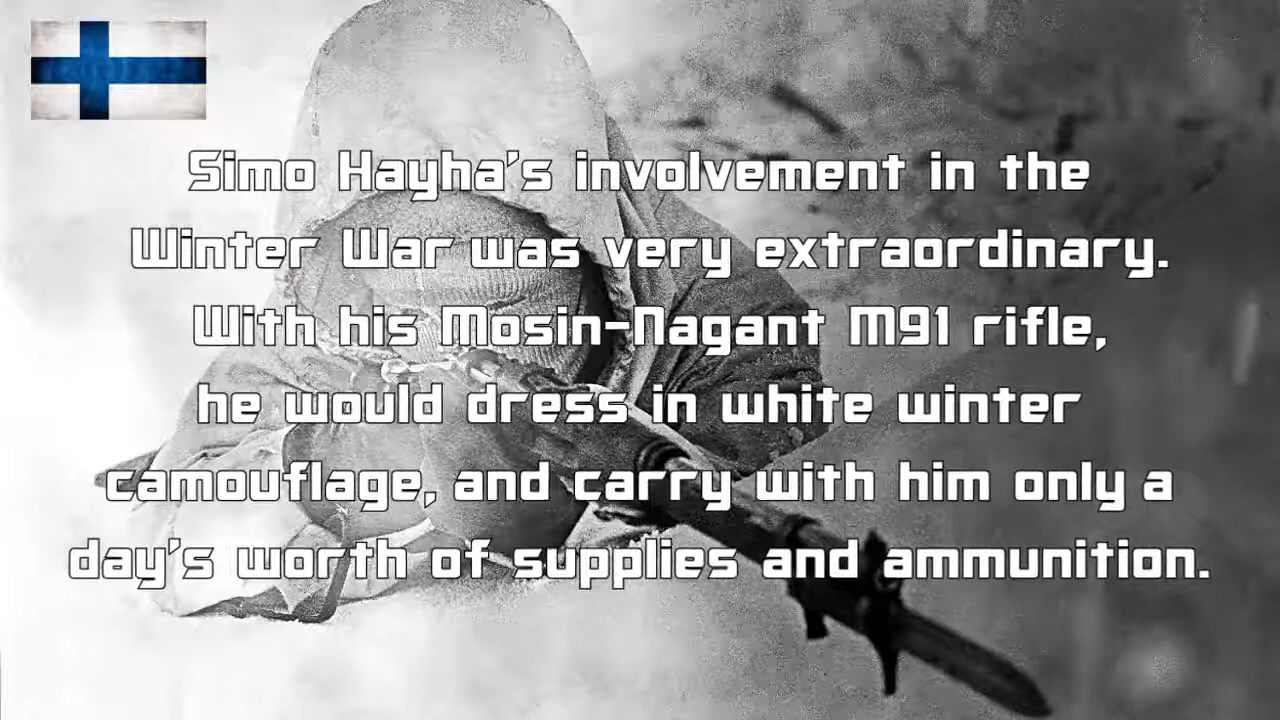 Simo Hayha's involvement in the
Winter War was very extraordinary.
With his Mosin-Nagant M91 rifle,
he would dress in white winter
camouflage, and carry with him only a
day's worth of supplies and ammunition.